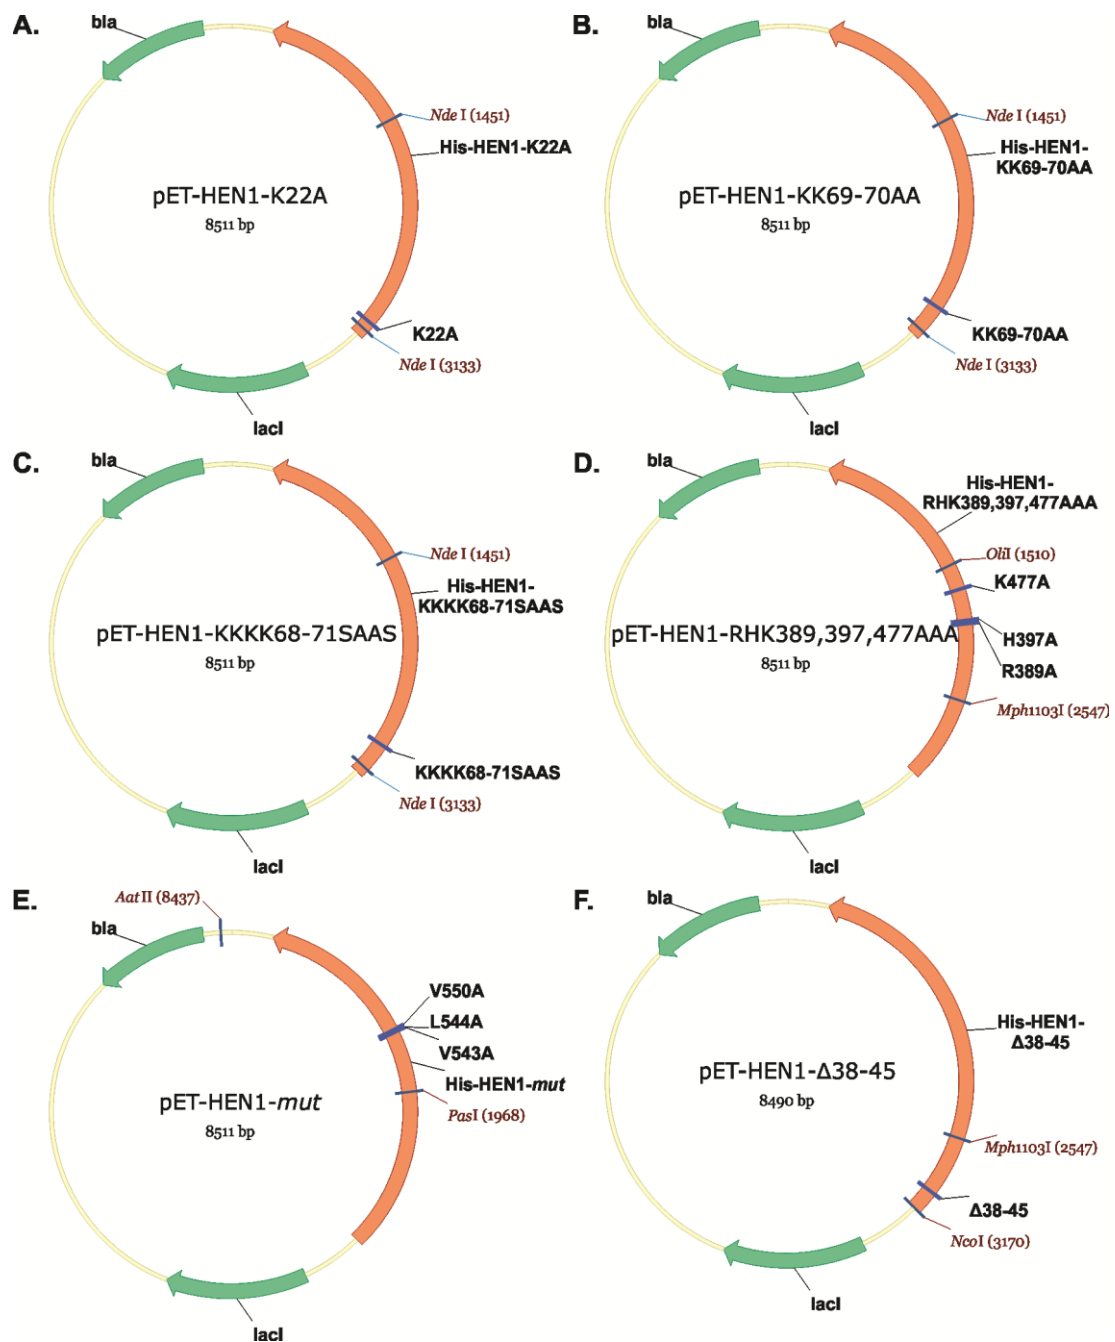 A.
bla
Nde I (1451)
His-HEN1-K22A
pET-HEN1-K22A
8511 bp
K22A
Nde I (3133)
lacI
B.
bla
Nde I (1451)
His-HEN1-
KK69-70AA
pET-HEN1-KK69-70AA
8511 bp
KK69-70AA
Nde I (3133)
lacI
C.
bla
Nde I (1451)
His-HEN1-
KKKK68-71SAAS
pET-HEN1-KKKK68-71SAAS
8511 bp
KKKK68-71SAAS
Nde I (3133)
lacI
D.
bla
His-HEN1-
RHK389,397,477AAA
OliI (1510)
K477A
pET-HEN1-RHK389,397,477AAA
8511 bp
H397A
R389A
Mph1103I (2547)
lacI
E.
AatII (8437)
bla
V550A
L544A
V543A
His-HEN1-mut
pET-HEN1-mut
8511 bp
PasI (1968)
lacI
F.
bla
His-HEN1-
Δ38-45
pET-HEN1-Δ38-45
8490 bp
Mph1103I (2547)
Δ38-45
NcoI (3170)
lacI